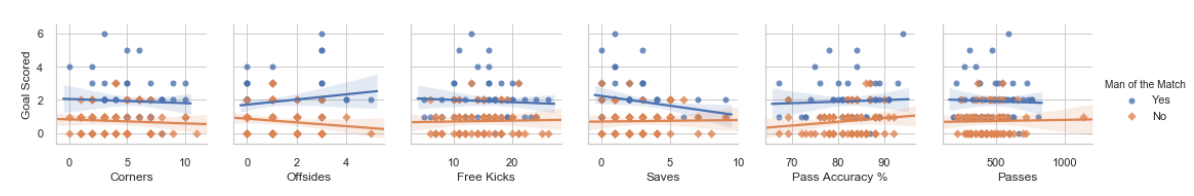 Goal Scored
6
4
2
0
0 5 10
Corners
0 2 4
Offsides
10 20
Free Kicks
0 5 10
Saves
70 80 90
Pass Accuracy %
500 1000
Passes
Man of the Match
Yes
No